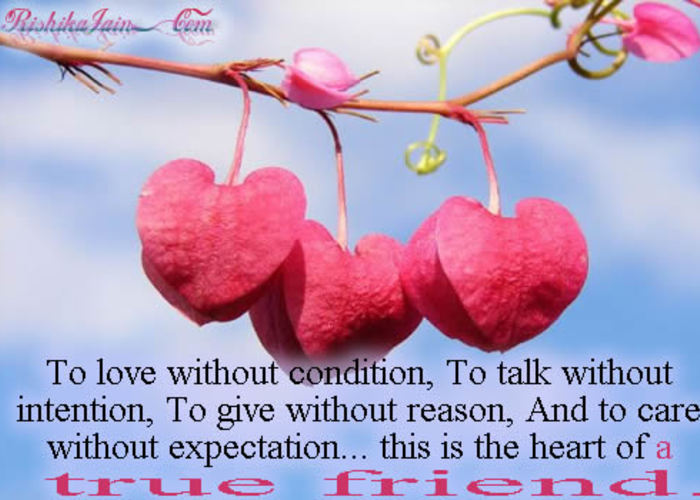 RishikaJain.Com
To love without condition, To talk without
intention, To give without reason, And to care
without expectation... this is the heart of a
true friend